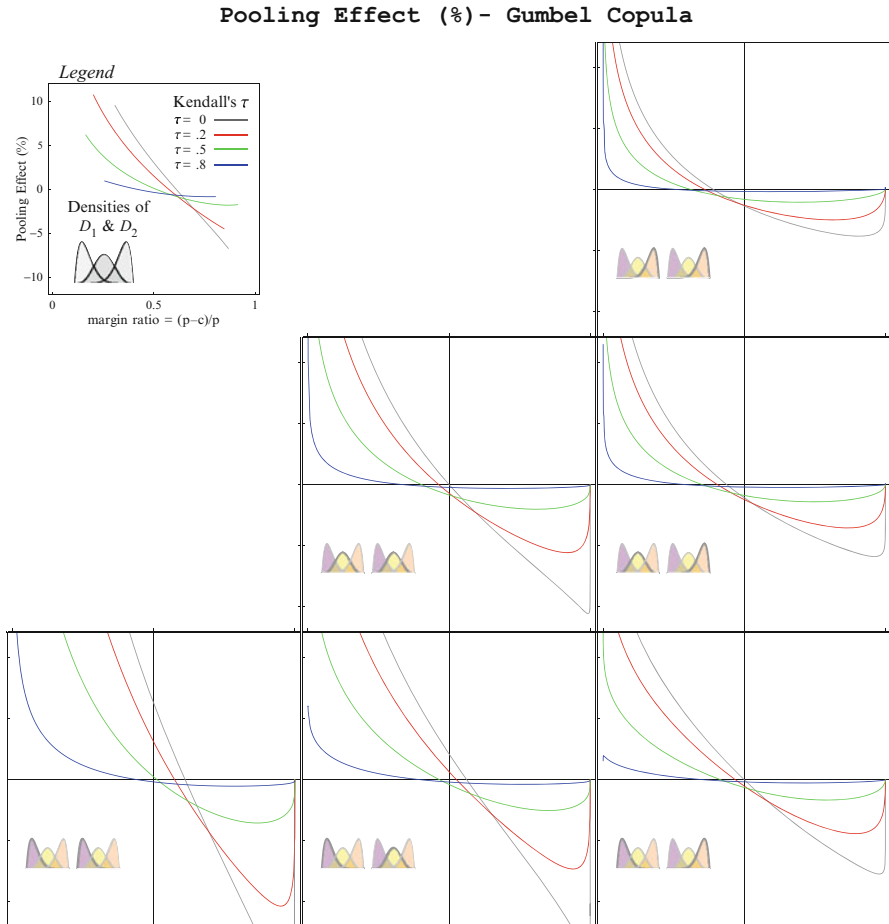 Pooling Effect (%)- Gumbel Copula
Legend
Kendall's τ
τ = 0
τ = .2
τ = .5
τ = .8
Densities of
D1 & D2
Pooling Effect (%)
10
5
0
−5
−10
0 0.5 1
margin ratio = (p–c)/p